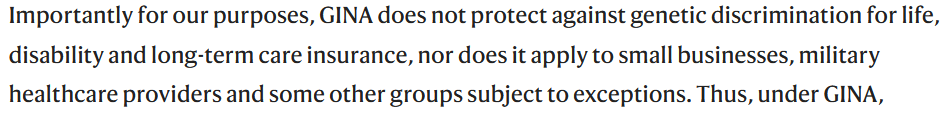 Importantly for our purposes, GINA does not protect against genetic discrimination for life,
disability and long-term care insurance, nor does it apply to small businesses, military
healthcare providers and some other groups subject to exceptions. Thus, under GINA,